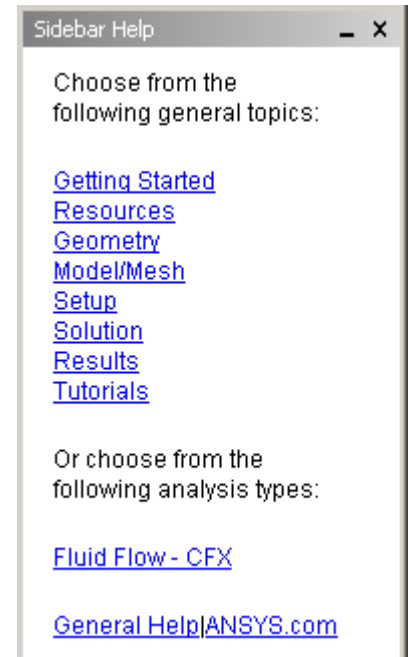 Sidebar Help
Choose from the
following general topics:
Getting Started
Resources
Geometry
Model/Mesh
Setup
Solution
Results
Tutorials
Or choose from the
following analysis types:
Fluid Flow - CFX
General Help|ANSYS.com